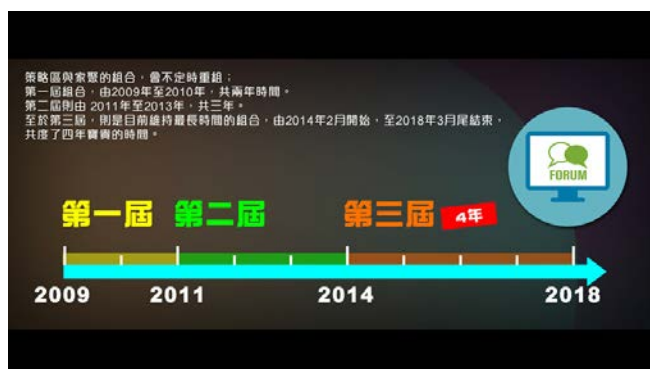 策略區與家聚的組合，會不定時重組；
第一屆組合，由2009年至2010年，共兩年時間。
第二屆則由 2011年至2013年，共三年。
至於第三屆，則是目前維持最長時間的組合，由2014年2月開始，至2018年3月尾結束，
共度了四年寶貴的時間。
FORUM
第一屆 第二屆 第三屆 4年
2009 2011 2014 2018